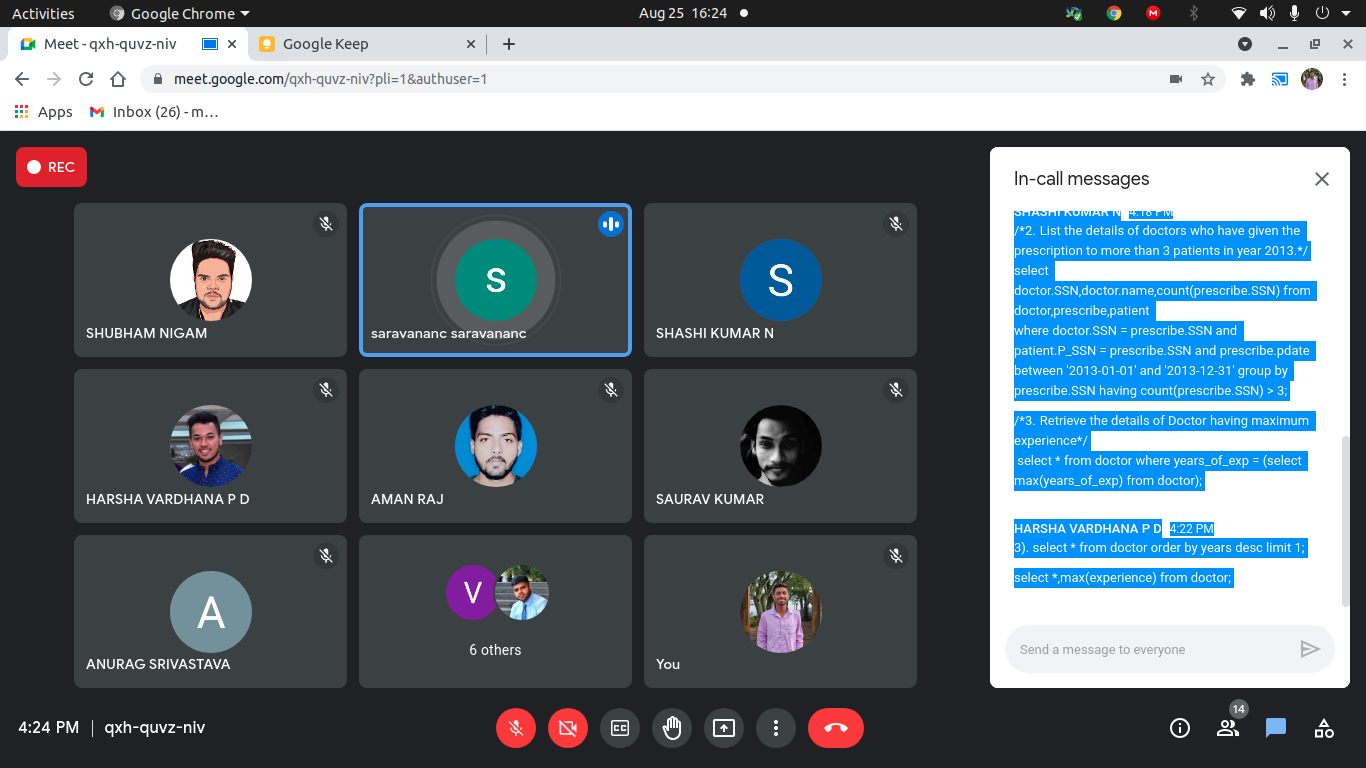 Activities
Google Chrome
Aug 25 16:24
Meet - qxh-quvz-niv
Google Keep
meet.google.com/qxh-quvz-niv?pli=1&authuser=1
Apps
Inbox (26) - m…
REC
SHUBHAM NIGAM
s
saravananc saravananc
S
SHASHI KUMAR N
HARSHA VARDHANA P D
AMAN RAJ
SAURAV KUMAR
A
ANURAG SRIVASTAVA
V
6 others
You
In-call messages
SHASHI KUMAR N 4:18 PM
/*2. List the details of doctors who have given the
prescription to more than 3 patients in year 2013.*/
select
doctor.SSN,doctor.name,count(prescribe.SSN) from
doctor,prescribe,patient
where doctor.SSN = prescribe.SSN and
patient.P_SSN = prescribe.SSN and prescribe.pdate
between '2013-01-01' and '2013-12-31' group by
prescribe.SSN having count(prescribe.SSN) > 3;
/*3. Retrieve the details of Doctor having maximum
experience*/
select * from doctor where years_of_exp = (select
max(years_of_exp) from doctor);
HARSHA VARDHANA P D 4:22 PM
3). select * from doctor order by years desc limit 1;
select *,max(experience) from doctor;
Send a message to everyone
4:24 PM | qxh-quvz-niv
14